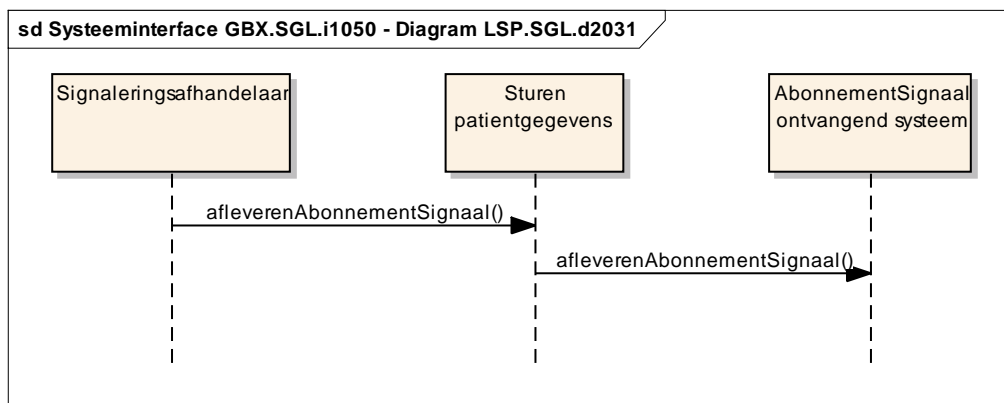 sd Systeeminterface GBX.SGL.i1050 - Diagram LSP.SGL.d2031
Signaleringsafhandelaar
Sturen
patientgegevens
AbonnementSignaal
ontvangend systeem
afleverenAbonnementSignaal()
afleverenAbonnementSignaal()